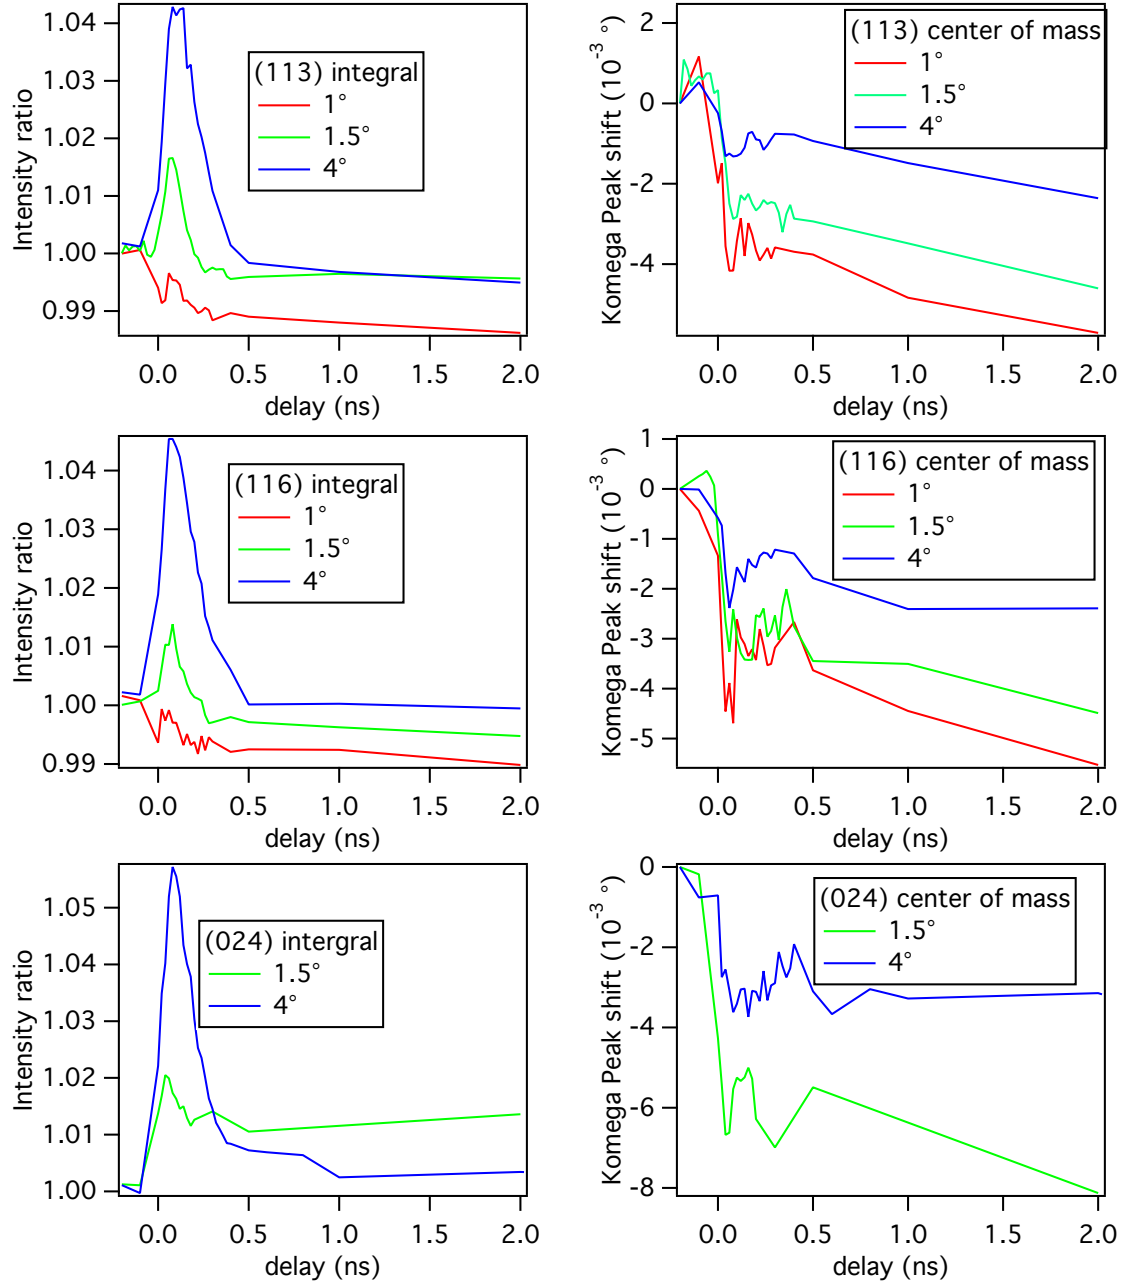 Intensity ratio
1.04
1.03
1.02
1.01
1.00
0.99
(113) integral
1°
1.5°
4°
0.0 0.5 1.0 1.5 2.0
delay (ns)
Komega Peak shift (10⁻³ °)
2
0
-2
-4
(113) center of mass
1°
1.5°
4°
0.0 0.5 1.0 1.5 2.0
delay (ns)
Intensity ratio
1.04
1.03
1.02
1.01
1.00
0.99
(116) integral
1°
1.5°
4°
0.0 0.5 1.0 1.5 2.0
delay (ns)
Komega Peak shift (10⁻³ °)
1
0
-1
-2
-3
-4
-5
(116) center of mass
1°
1.5°
4°
0.0 0.5 1.0 1.5 2.0
delay (ns)
Intensity ratio
1.05
1.04
1.03
1.02
1.01
1.00
(024) intergral
1.5°
4°
0.0 0.5 1.0 1.5 2.0
delay (ns)
Komega Peak shift (10⁻³ °)
0
-2
-4
-6
-8
(024) center of mass
1.5°
4°
0.0 0.5 1.0 1.5 2.0
delay (ns)